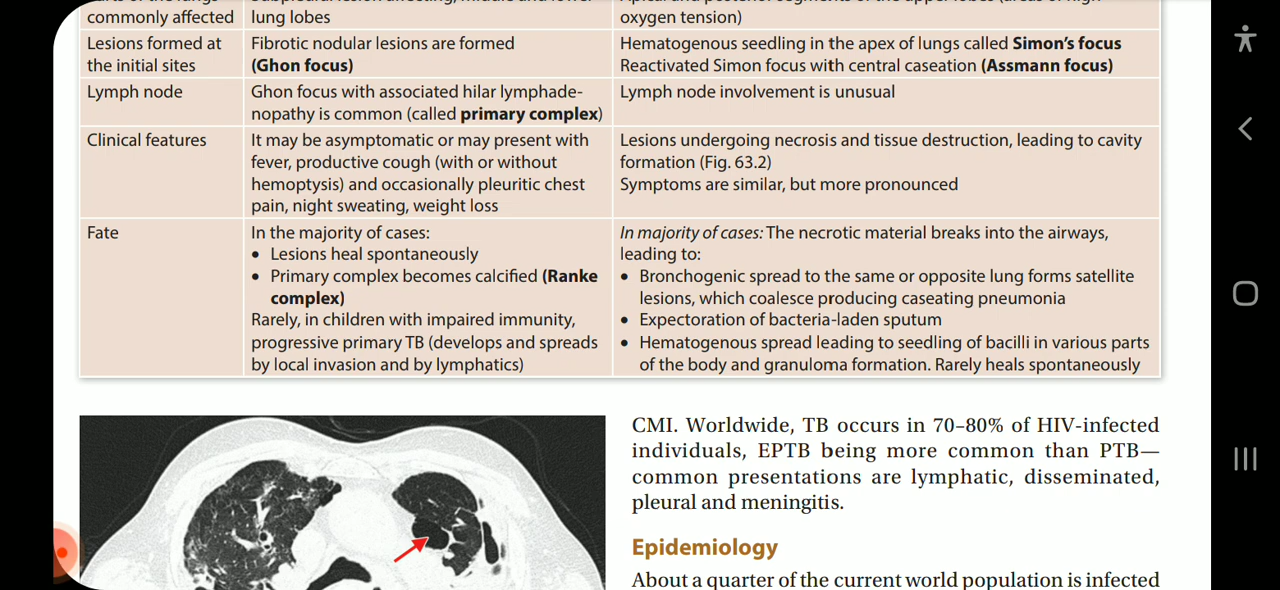 commonly affected
lung lobes
oxygen tension)
Lesions formed at
the initial sites
Fibrotic nodular lesions are formed
(Ghon focus)
Hematogenous seedling in the apex of lungs called Simon's focus
Reactivated Simon focus with central caseation (Assmann focus)
Lymph node
Ghon focus with associated hilar lymphade-
nopathy is common (called primary complex)
Lymph node involvement is unusual
Clinical features
It may be asymptomatic or may present with
fever, productive cough (with or without
hemoptysis) and occasionally pleuritic chest
pain, night sweating, weight loss
Lesions undergoing necrosis and tissue destruction, leading to cavity
formation (Fig. 63.2)
Symptoms are similar, but more pronounced
Fate
In the majority of cases:
• Lesions heal spontaneously
• Primary complex becomes calcified (Ranke
complex)
Rarely, in children with impaired immunity,
progressive primary TB (develops and spreads
by local invasion and by lymphatics)
In majority of cases: The necrotic material breaks into the airways,
leading to:
• Bronchogenic spread to the same or opposite lung forms satellite
lesions, which coalesce producing caseating pneumonia
• Expectoration of bacteria-laden sputum
• Hematogenous spread leading to seedling of bacilli in various parts
of the body and granuloma formation. Rarely heals spontaneously
CMI. Worldwide, TB occurs in 70–80% of HIV-infected
individuals, EPTB being more common than PTB—
common presentations are lymphatic, disseminated,
pleural and meningitis.
Epidemiology
About a quarter of the current world population is infected